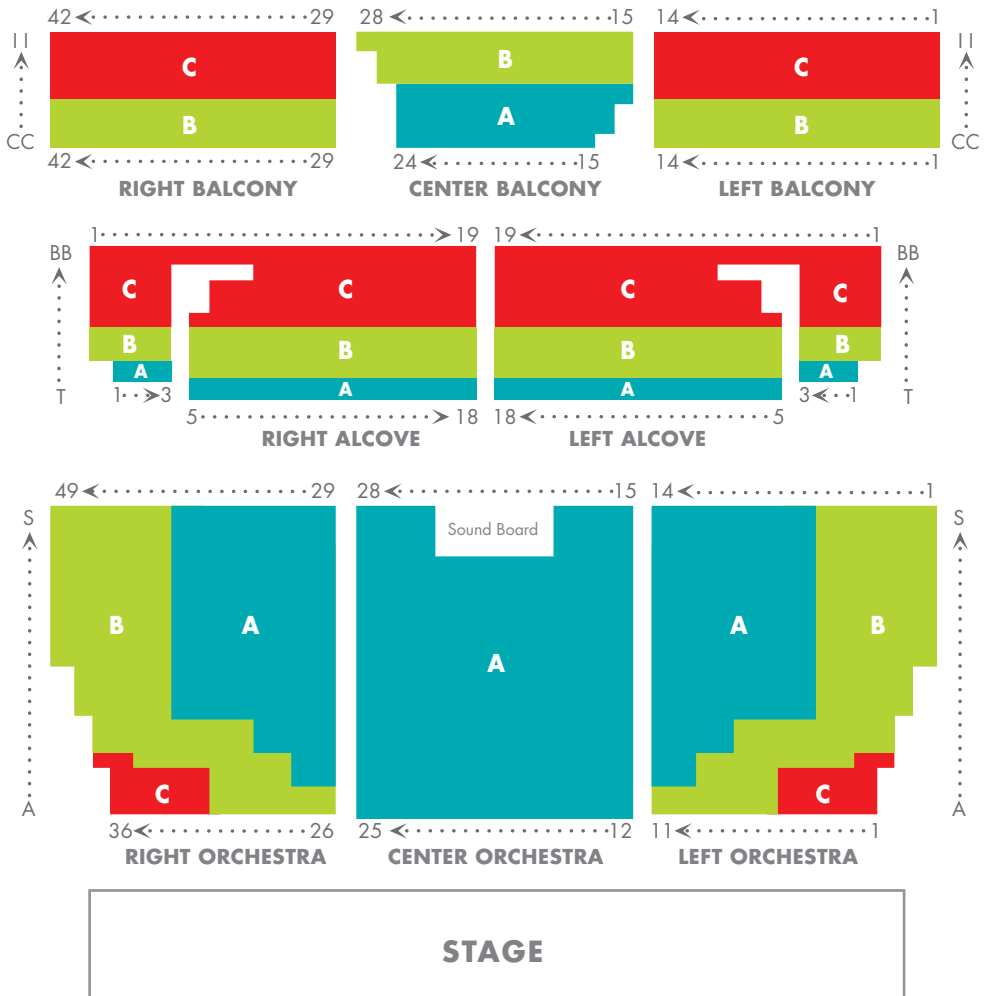 42 29 28 15 14 1
II C B C II
CC B A B CC
42 29 24 15 14 1
RIGHT BALCONY CENTER BALCONY LEFT BALCONY
1 19 19 1
BB C C C C BB
B B B B
T A A A A T
1 3 5 18 18 5 3 1
RIGHT ALCOVE LEFT ALCOVE
49 29 28 15 14 1
S Sound Board S
B A A A B
A C C A
36 26 25 12 11 1
RIGHT ORCHESTRA CENTER ORCHESTRA LEFT ORCHESTRA
STAGE